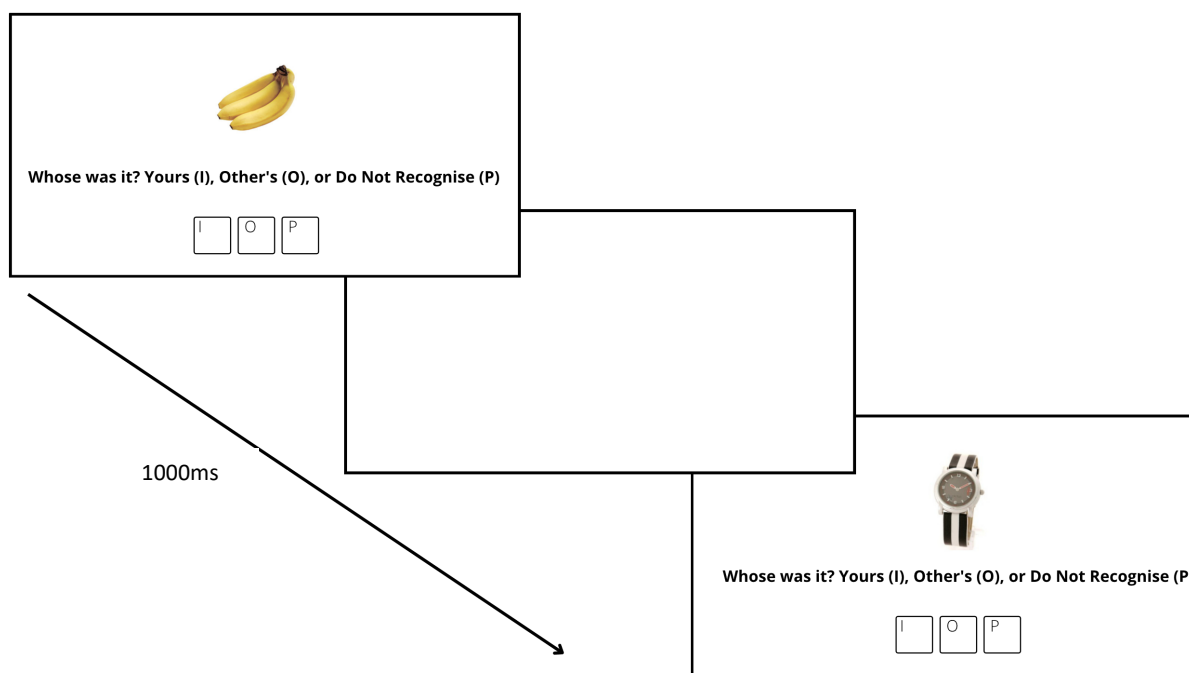 Whose was it? Yours (I), Other's (O), or Do Not Recognise (P)
I O P
1000ms
Whose was it? Yours (I), Other's (O), or Do Not Recognise (P
I O P